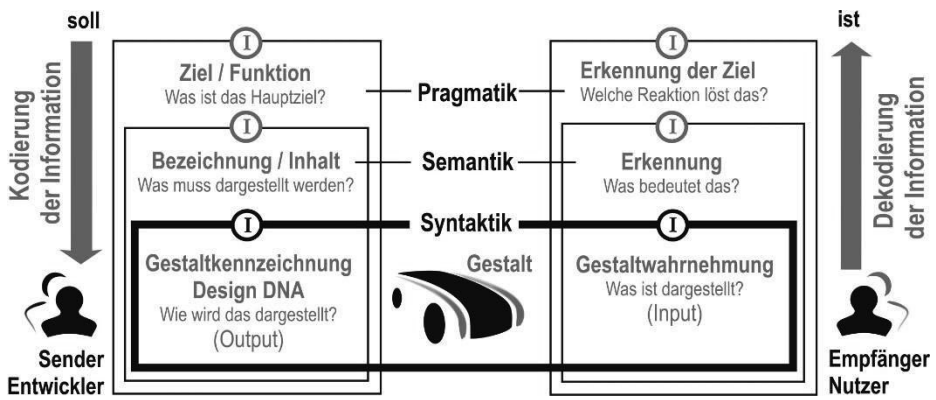 soll
Kodierung
der Information
Sender
Entwickler
I
Ziel / Funktion
Was ist das Hauptziel?
I
Bezeichnung / Inhalt
Was muss dargestellt werden?
I
Gestaltkennzeichnung
Design DNA
Wie wird das dargestellt?
(Output)
Pragmatik
Semantik
Syntaktik
Gestalt
I
Erkennung der Ziel
Welche Reaktion löst das?
I
Erkennung
Was bedeutet das?
I
Gestaltwahrnehmung
Was ist dargestellt?
(Input)
ist
Dekodierung
der Information
Empfänger
Nutzer